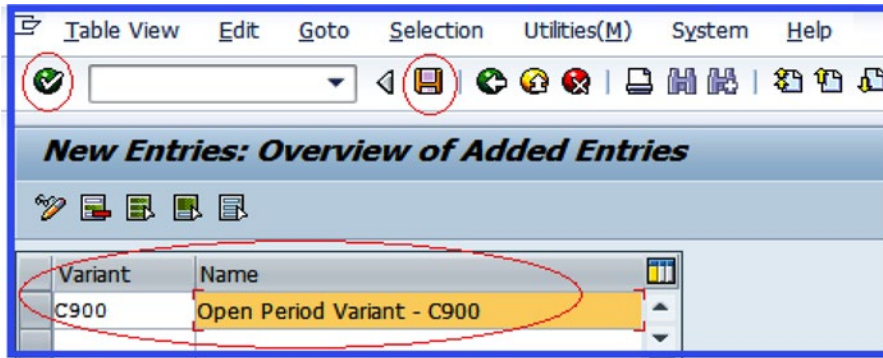 Table View Edit Goto Selection Utilities(M) System Help
New Entries: Overview of Added Entries
Variant Name
C900 Open Period Variant - C900